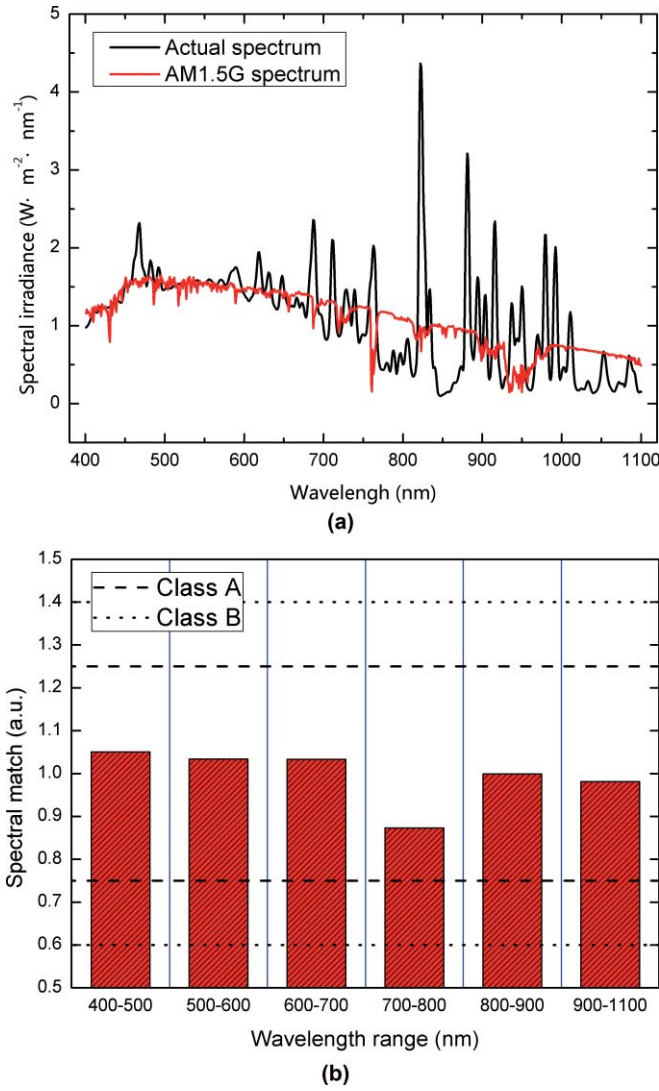 5
4
3
2
1
0
Spectral irradiance (W· m⁻²· nm⁻¹)
Actual spectrum
AM1.5G spectrum
400 500 600 700 800 900 1000 1100
Wavelengh (nm)
(a)
1.5
1.4
1.3
1.2
1.1
1.0
0.9
0.8
0.7
0.6
0.5
Spectral match (a.u.)
Class A
Class B
400-500 500-600 600-700 700-800 800-900 900-1100
Wavelength range (nm)
(b)